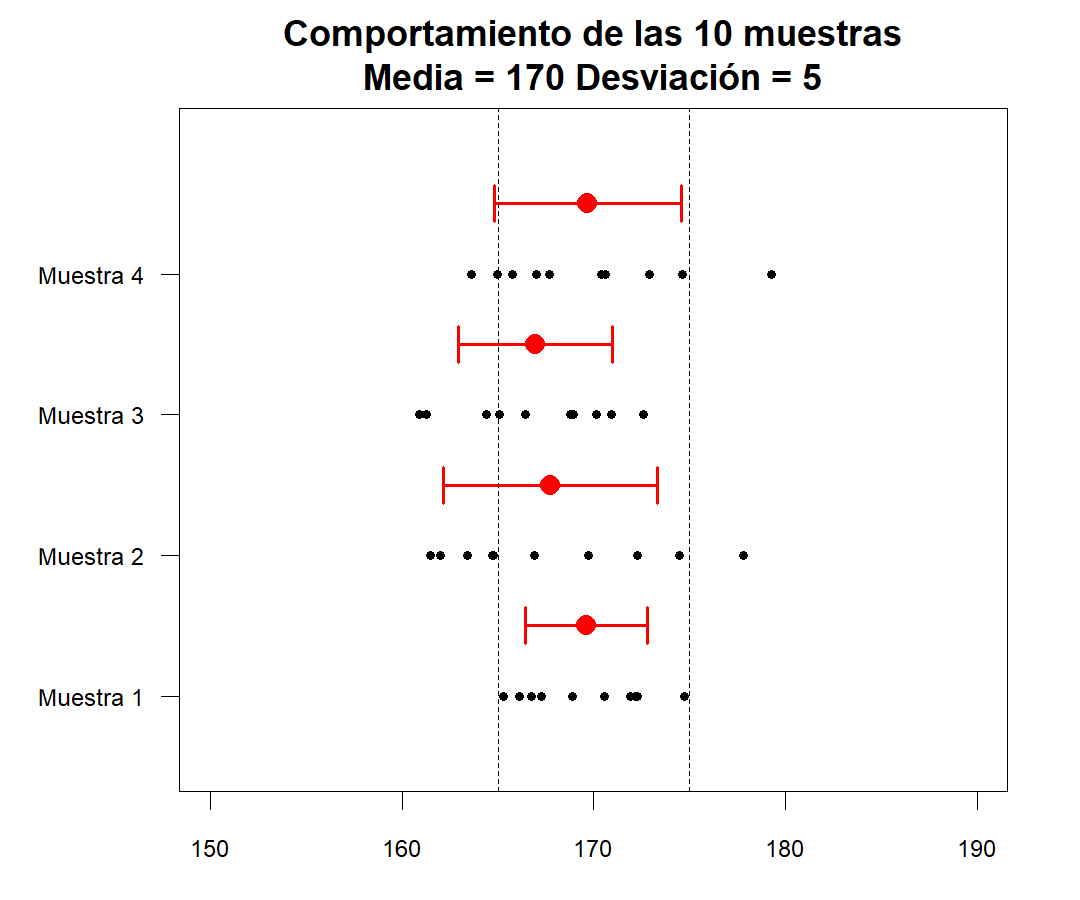 Comportamiento de las 10 muestras
Media = 170 Desviación = 5
Muestra 4
Muestra 3
Muestra 2
Muestra 1
150 160 170 180 190